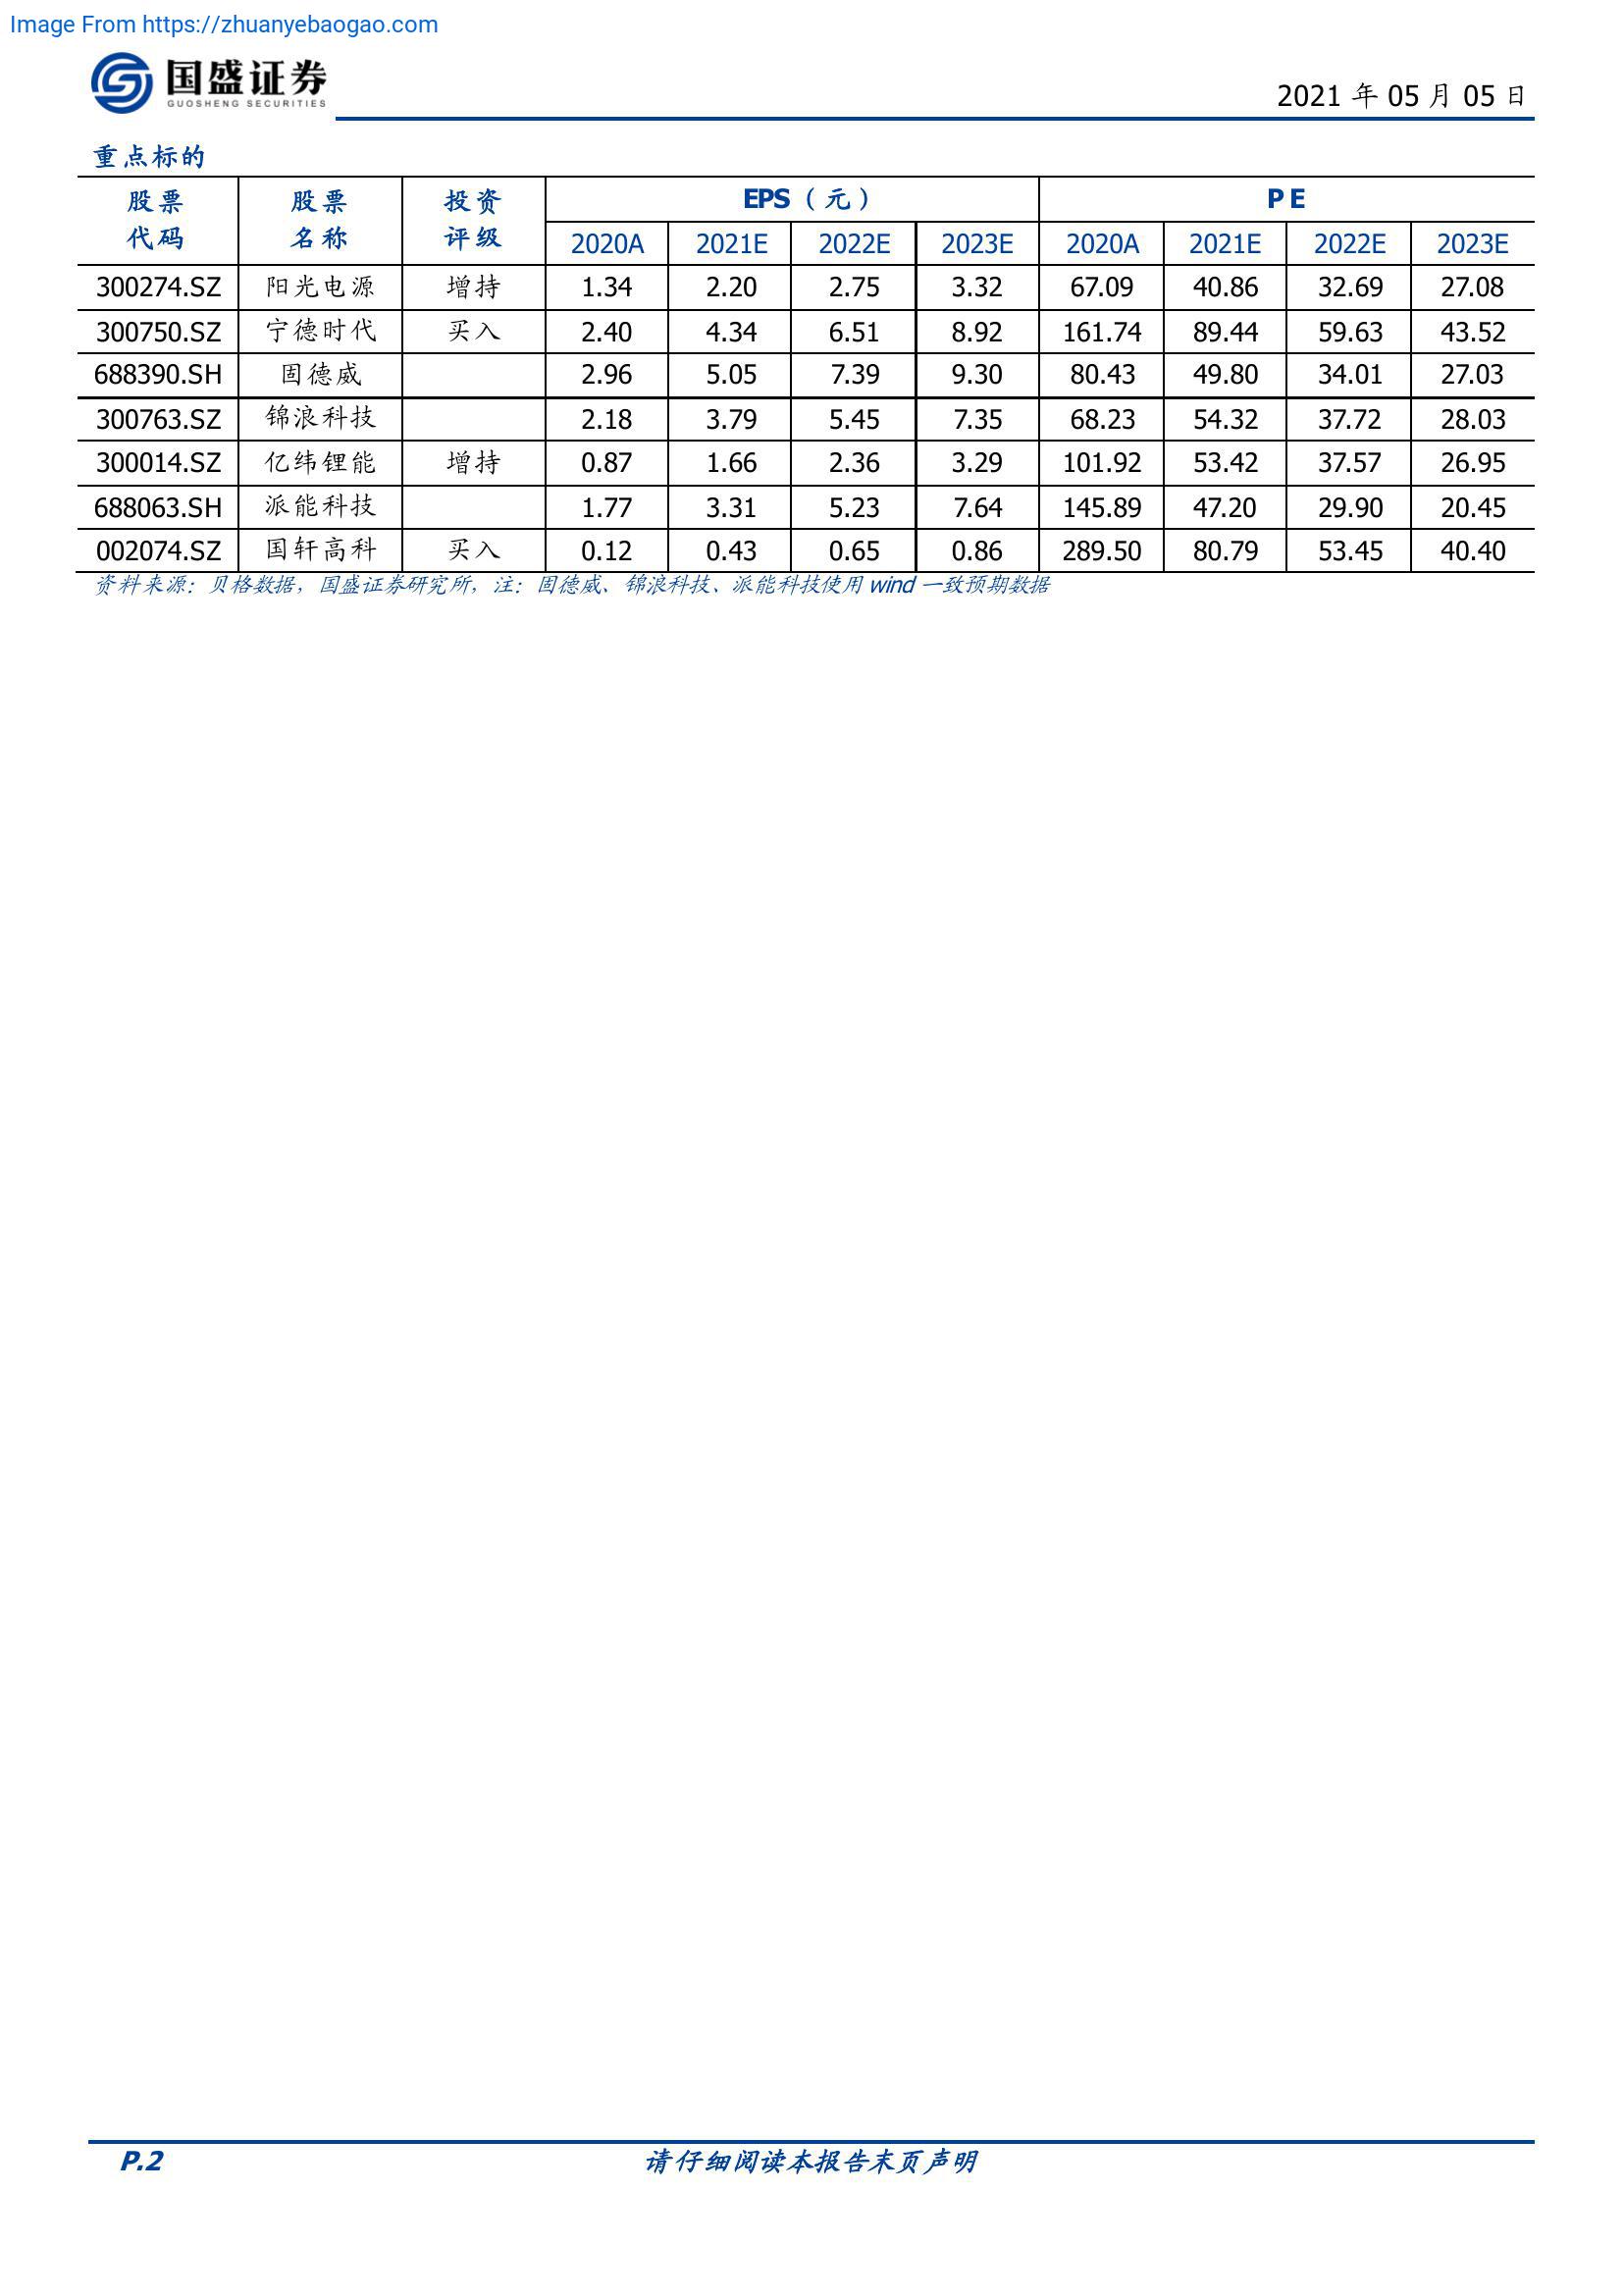 Image From https://zhuanyebaogao.com
国盛证券
GUOSHENG SECURITIES
2021 年 05 月 05 日
重点标的
股票代码 股票名称 投资评级 EPS（元） PE
2020A 2021E 2022E 2023E 2020A 2021E 2022E 2023E
300274.SZ 阳光电源 增持 1.34 2.20 2.75 3.32 67.09 40.86 32.69 27.08
300750.SZ 宁德时代 买入 2.40 4.34 6.51 8.92 161.74 89.44 59.63 43.52
688390.SH 固德威 2.96 5.05 7.39 9.30 80.43 49.80 34.01 27.03
300763.SZ 锦浪科技 2.18 3.79 5.45 7.35 68.23 54.32 37.72 28.03
300014.SZ 亿纬锂能 增持 0.87 1.66 2.36 3.29 101.92 53.42 37.57 26.95
688063.SH 派能科技 1.77 3.31 5.23 7.64 145.89 47.20 29.90 20.45
002074.SZ 国轩高科 买入 0.12 0.43 0.65 0.86 289.50 80.79 53.45 40.40
资料来源：贝格数据，国盛证券研究所，注：固德威、锦浪科技、派能科技使用 wind 一致预期数据
P.2 请仔细阅读本报告末页声明